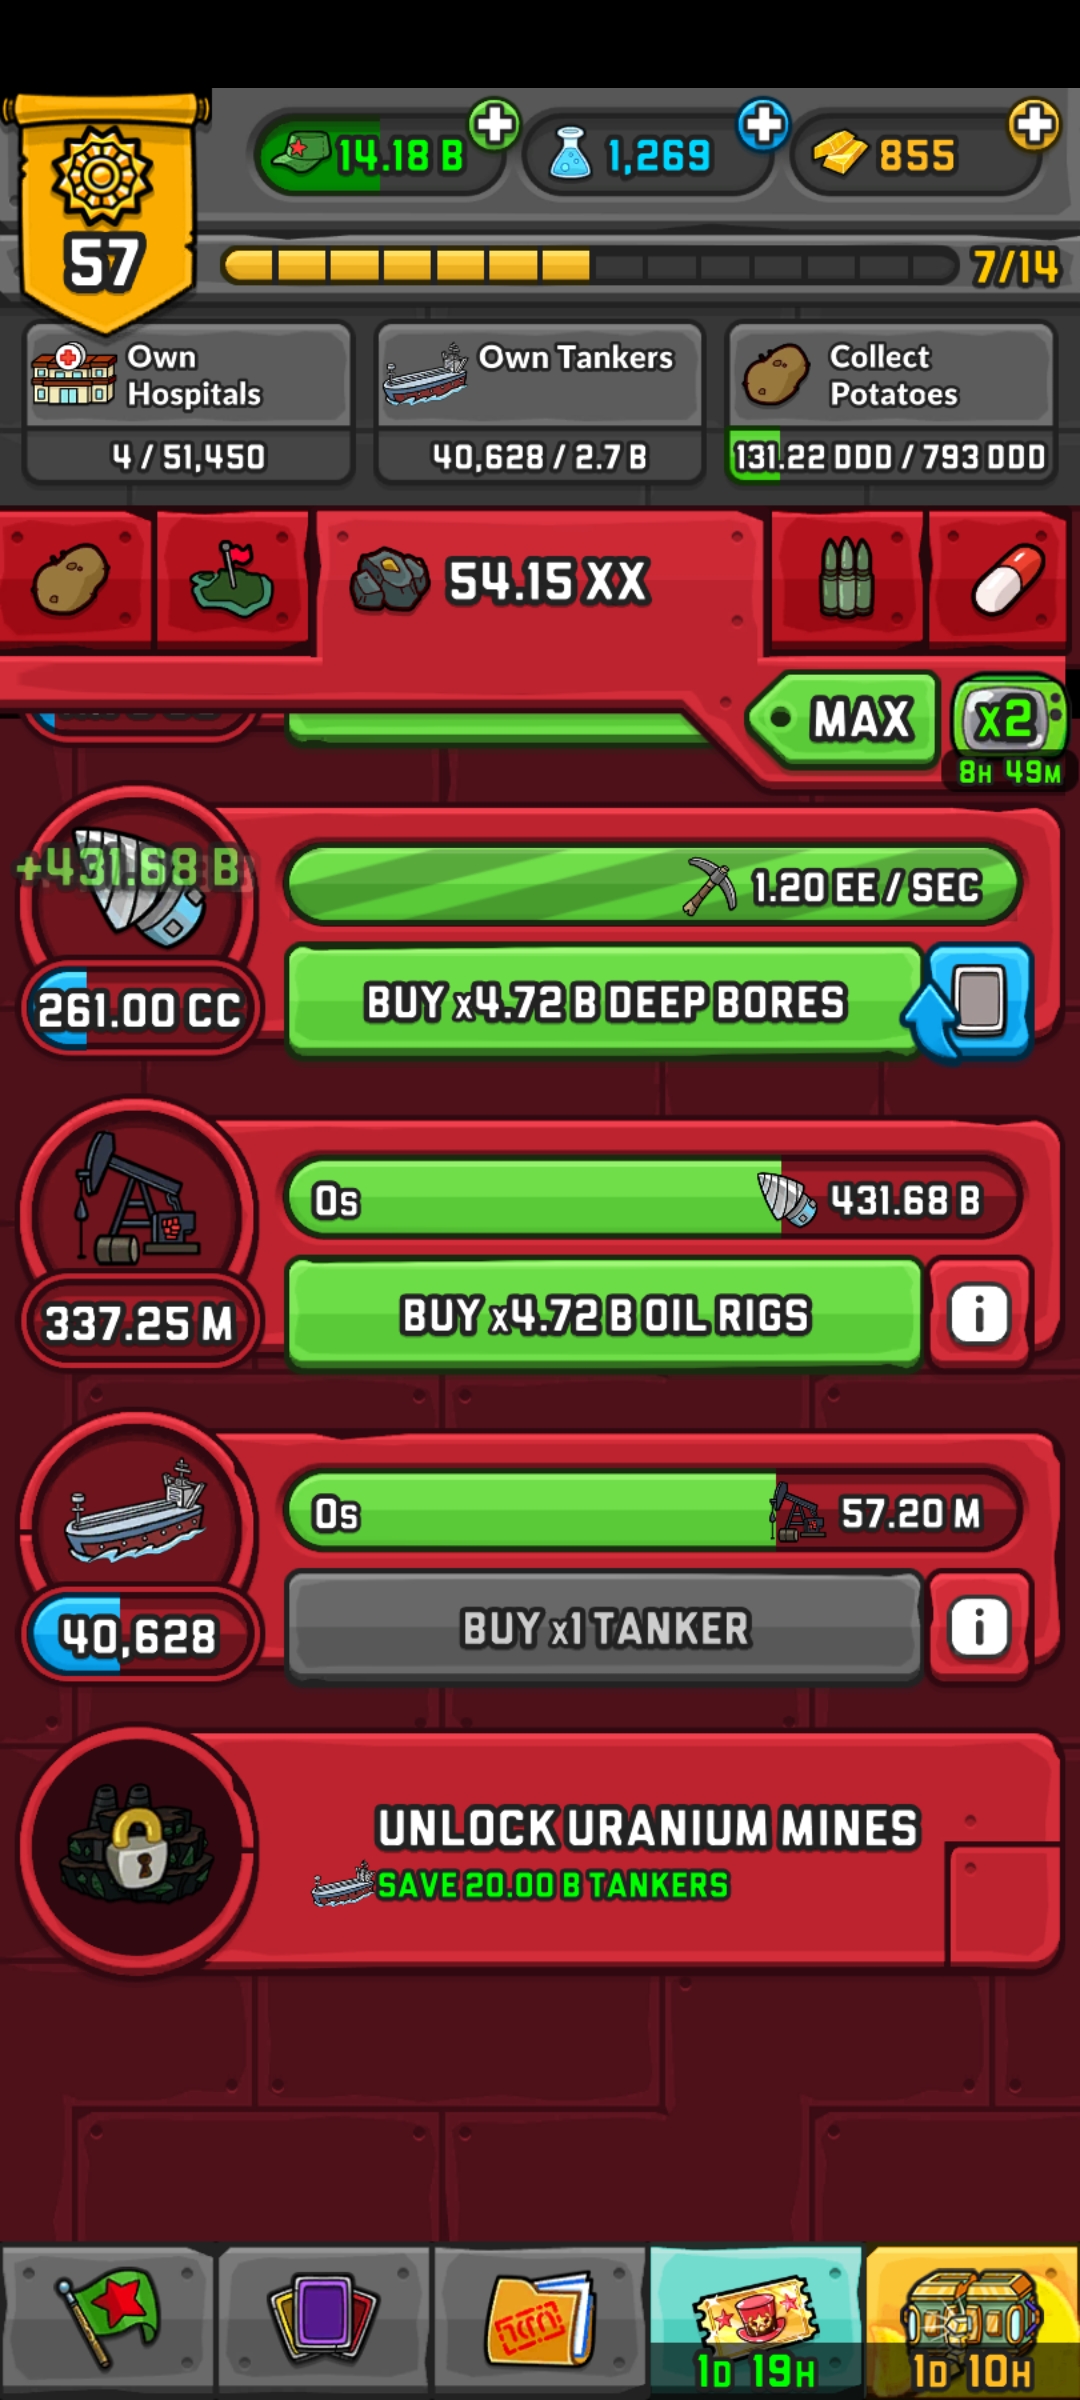 14.18 B
1,269
855
57
7/14
Own
Hospitals
4 / 51,450
Own Tankers
40,628 / 2.7 B
Collect
Potatoes
131.22 DDD / 793 DDD
54.15 XX
MAX
x2
8H 49M
+431.68 B
1.20 EE / SEC
261.00 CC
BUY x4.72 B DEEP BORES
0s
431.68 B
337.25 M
BUY x4.72 B OIL RIGS
i
0s
57.20 M
40,628
BUY x1 TANKER
i
UNLOCK URANIUM MINES
SAVE 20.00 B TANKERS
1D 19H
1D 10H